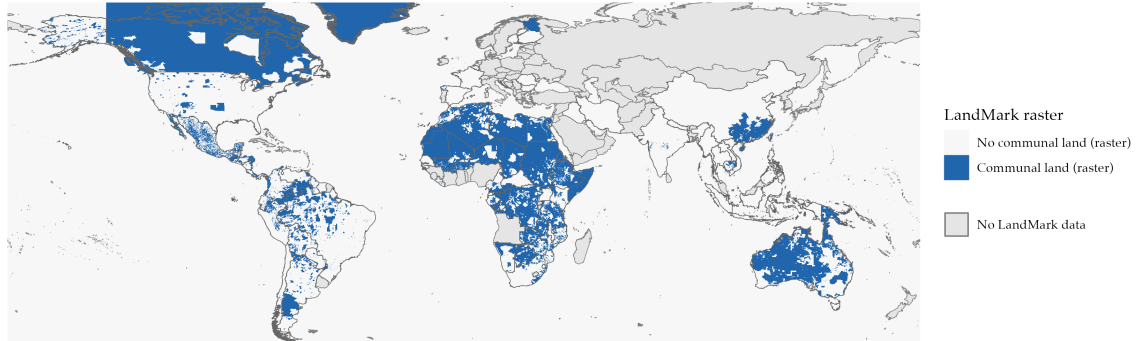 LandMark raster
No communal land (raster)
Communal land (raster)
No LandMark data